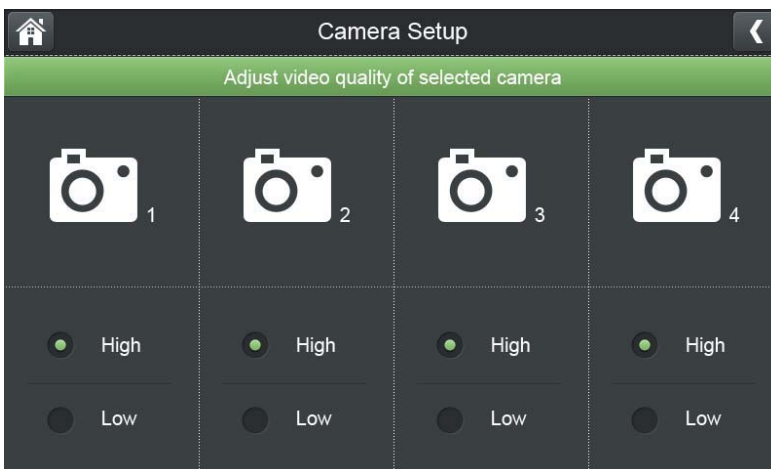 Camera Setup
Adjust video quality of selected camera
1
2
3
4
High
High
High
High
Low
Low
Low
Low